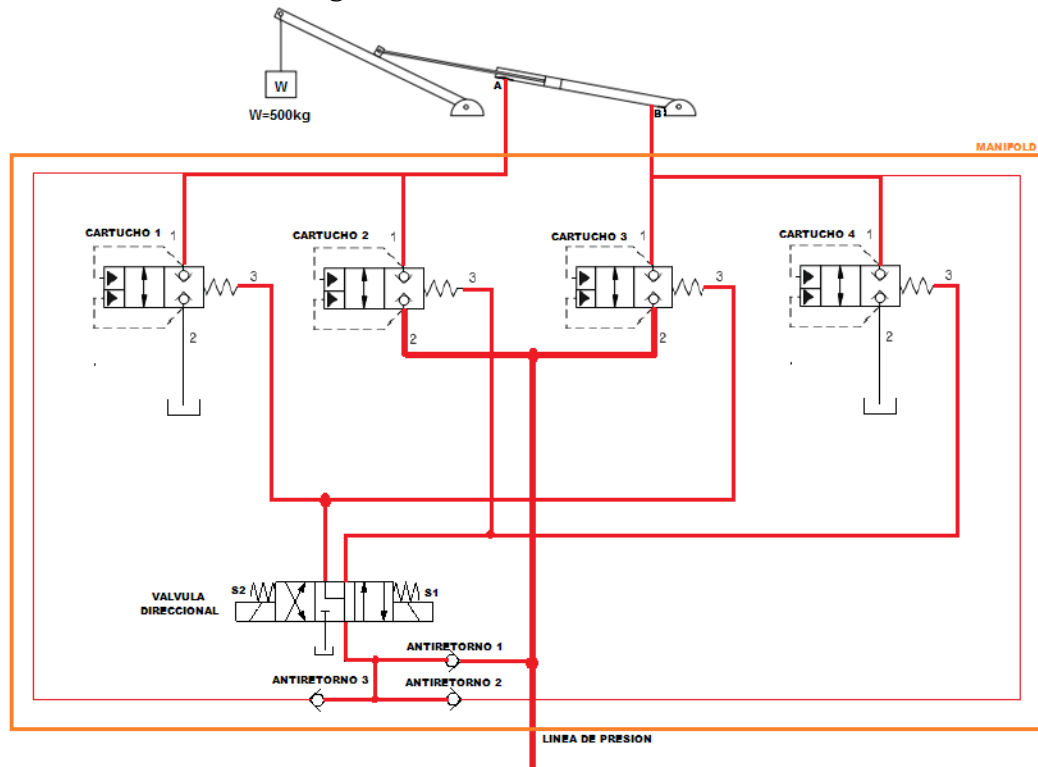 W
W=500kg
A
B
MANIFOLD
CARTUCHO 1
1
3
2
CARTUCHO 2
1
3
2
CARTUCHO 3
1
3
2
CARTUCHO 4
1
3
2
VALVULA
DIRECCIONAL
S2
S1
ANTIRETORNO 1
ANTIRETORNO 3
ANTIRETORNO 2
LINEA DE PRESION